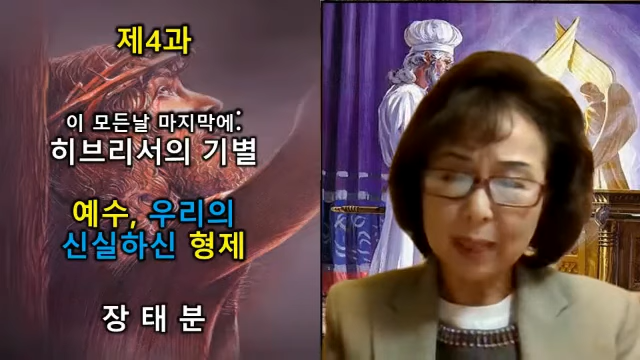 제4과
이 모든날 마지막에:
히브리서의 기별
예수, 우리의
신실하신 형제
장 태 분